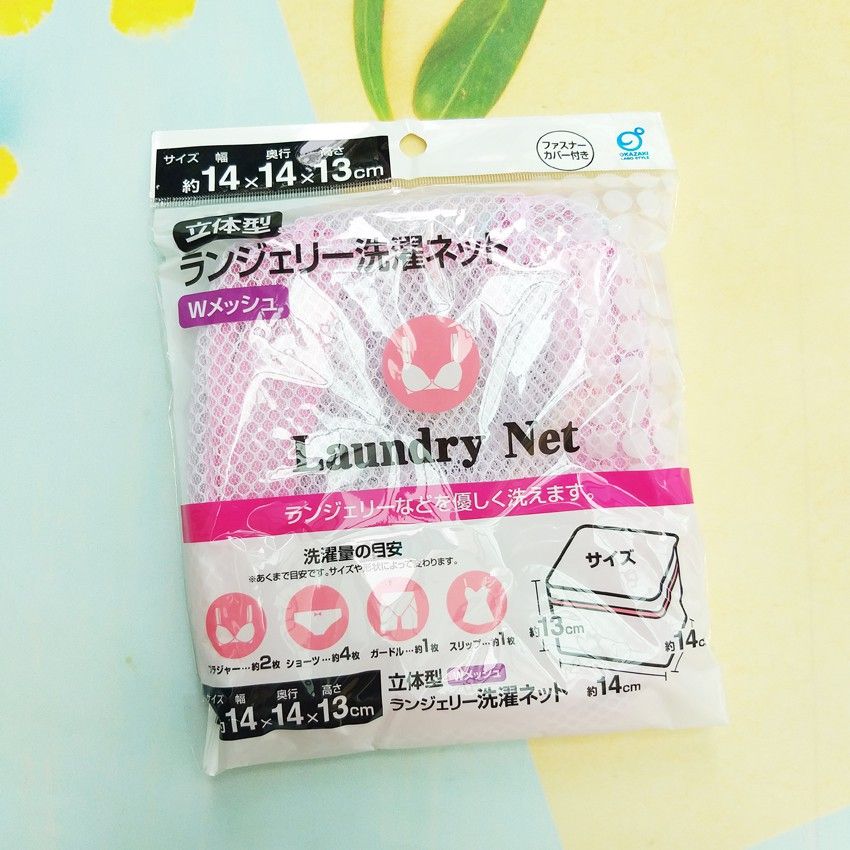 サイズ 幅 奥行 高さ
約14×14×13cm
ファスナー
カバー付き
OKAZAKI
立体型
ランジェリー洗濯ネット
Wメッシュ
Laundry Net
ランジェリーなどを優しく洗えます。
洗濯量の目安
※あくまで目安です。サイズや形状によって変わります。
ブラジャー…約2枚 ショーツ…約4枚 ガードル…約1枚 スリップ…約1枚
サイズ
約13cm
約14c
約14cm
サイズ 幅 奥行 高さ
約14×14×13cm
立体型 Wメッシュ
ランジェリー洗濯ネット